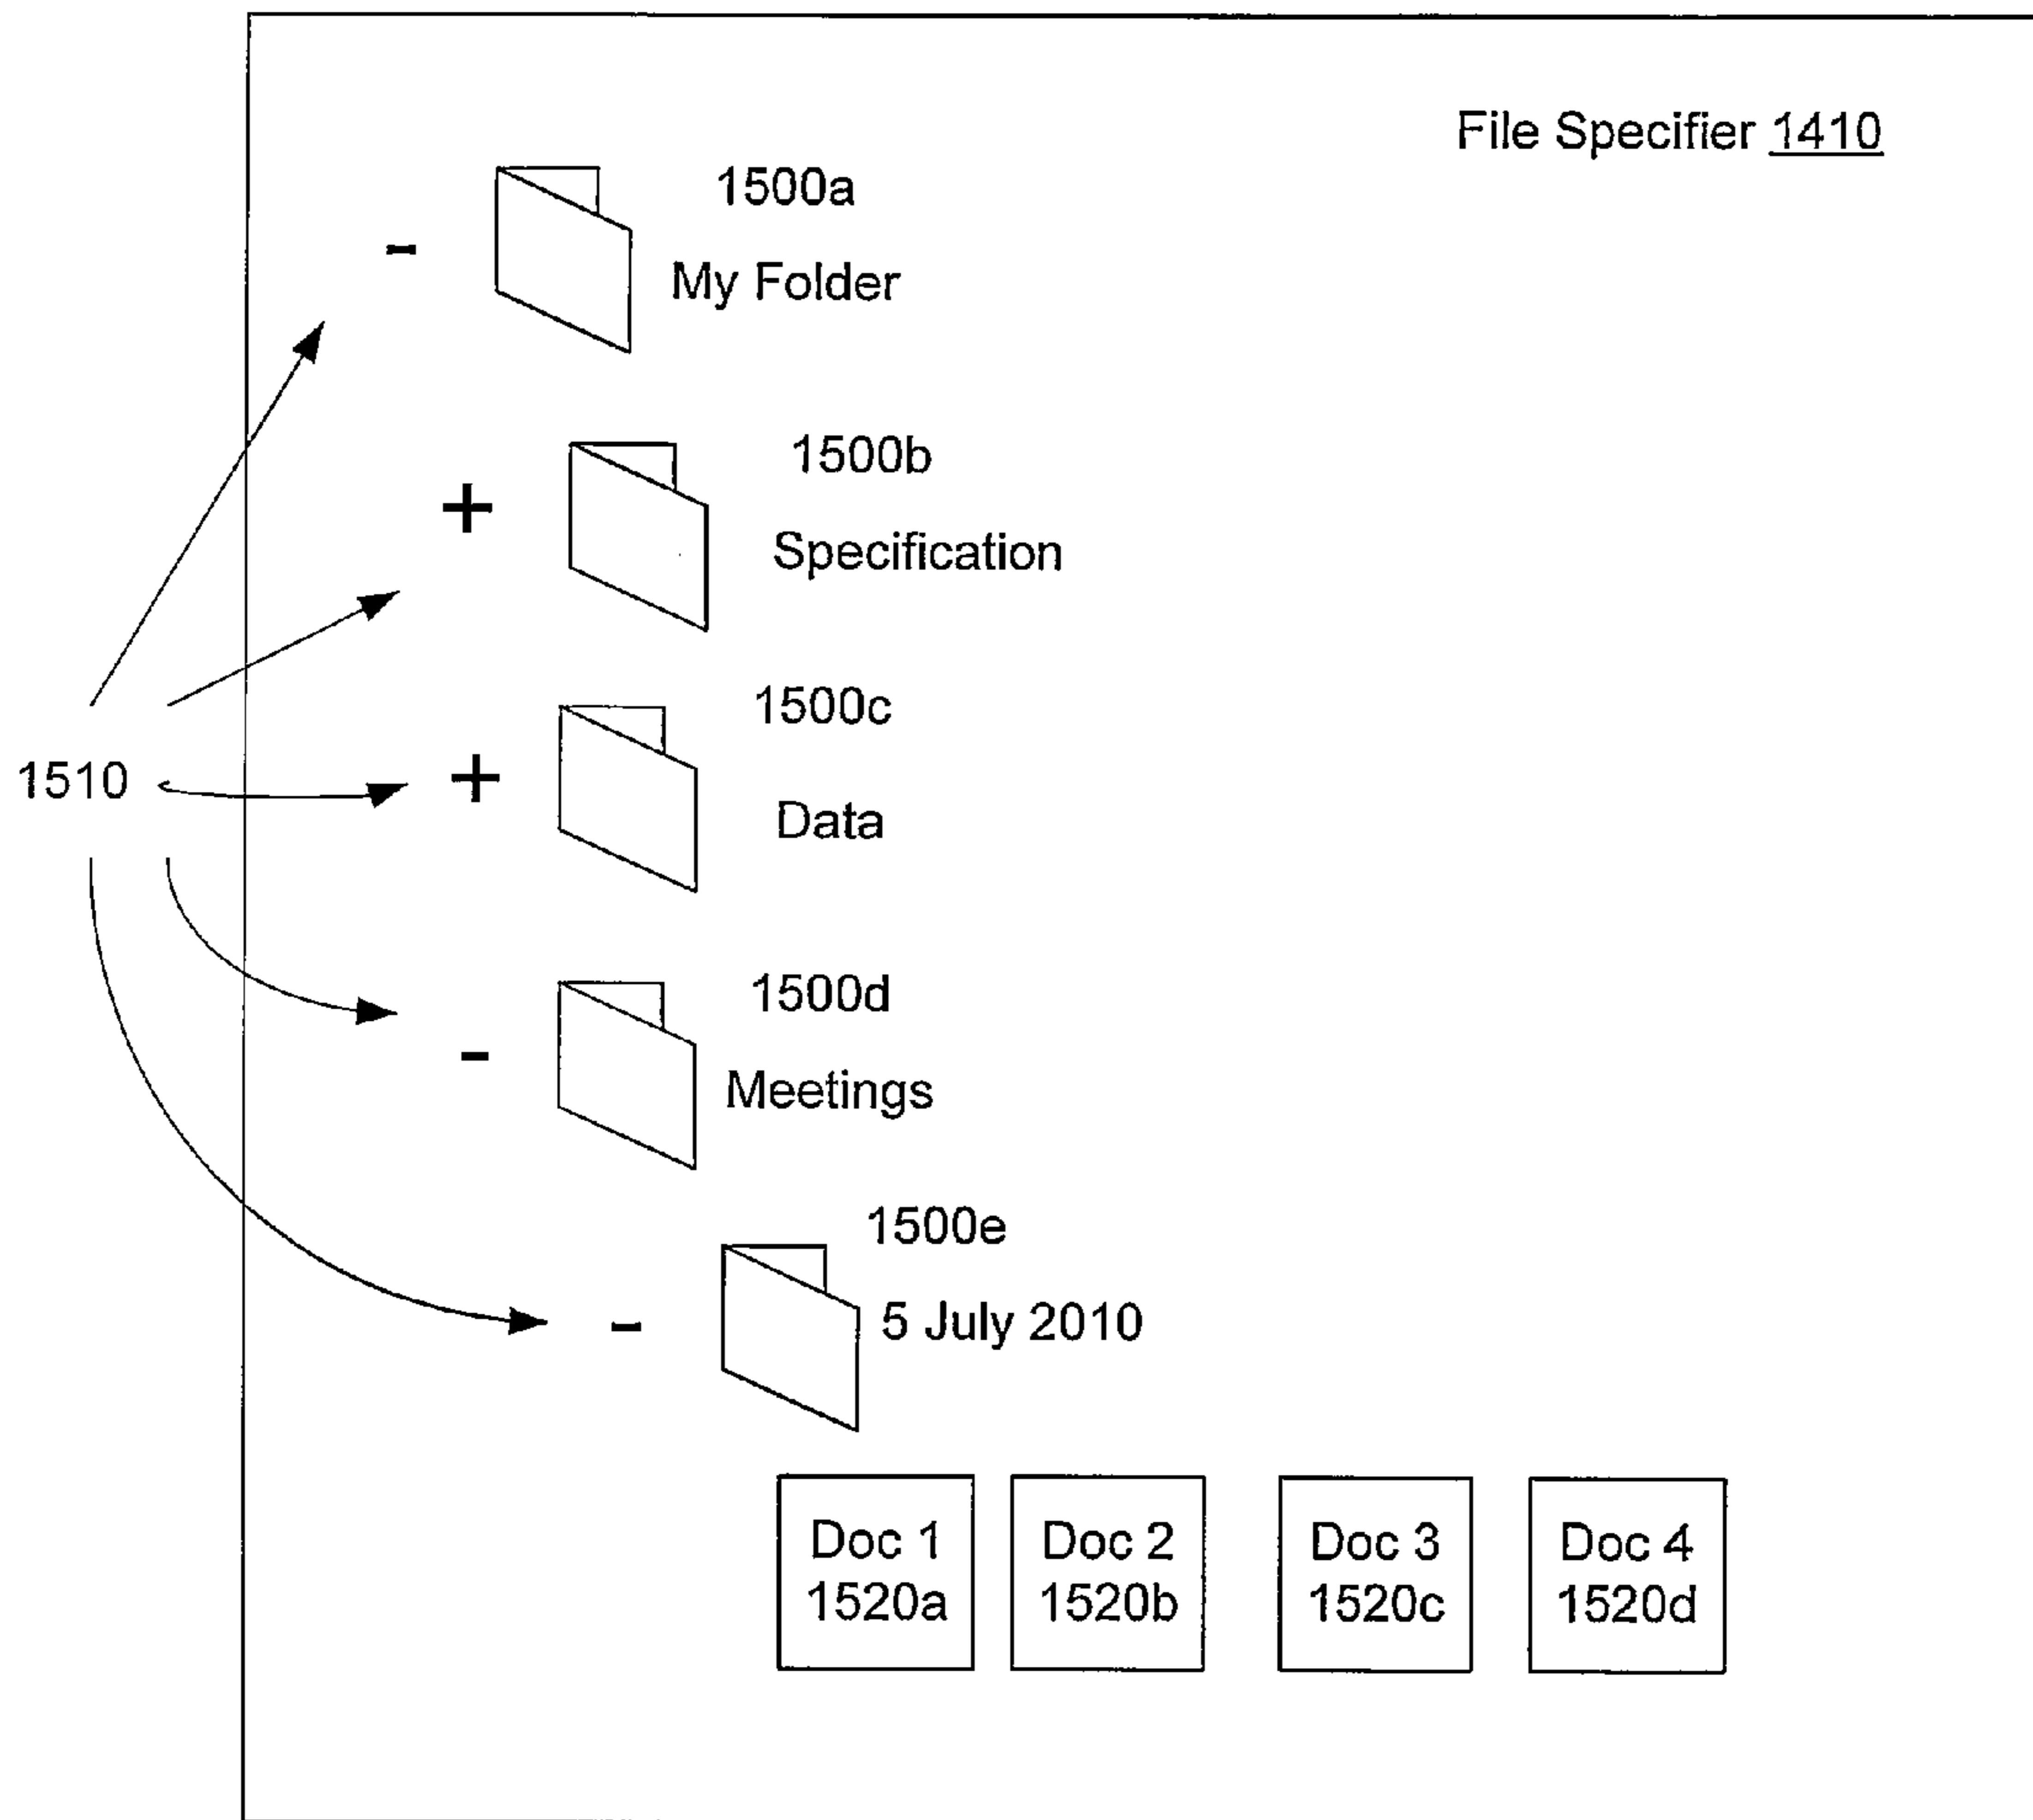 File Specifier 1410
1500a
- My Folder
1500b
+ Specification
1500c
1510
+ Data
1500d
- Meetings
1500e
- 5 July 2010
Doc 1
1520a
Doc 2
1520b
Doc 3
1520c
Doc 4
1520d